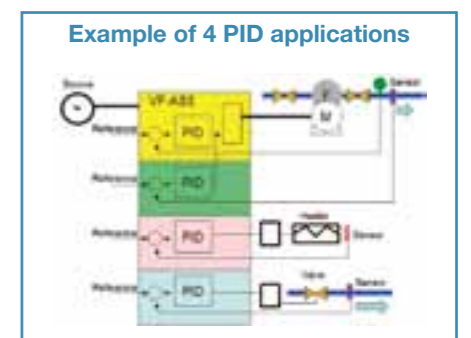 Example of 4 PID applications
Source
Sensor
VF-AS3
P
Reference
PID
M
Reference
PID
Heater
Reference
PID
Sensor
Valve
Sensor
Reference
PID